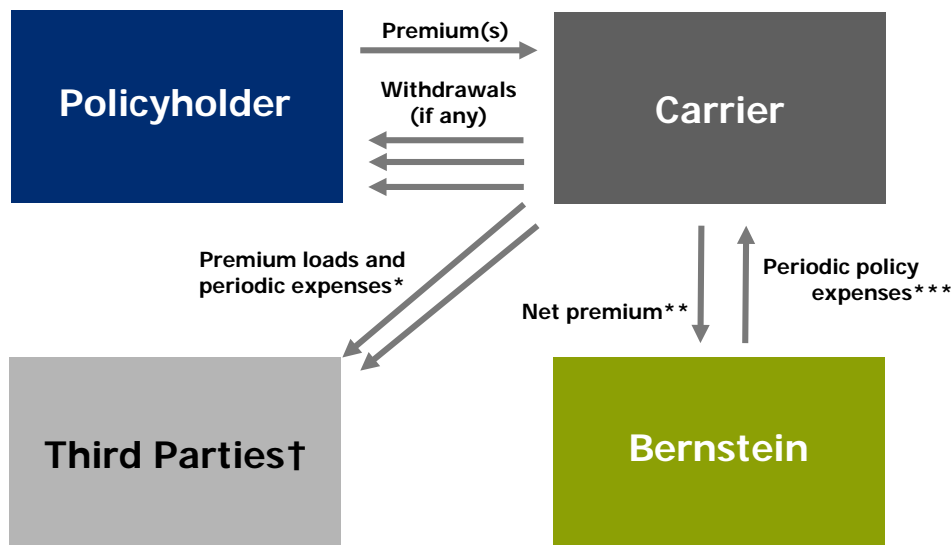 Premium(s)
Policyholder
Withdrawals
(if any)
Carrier
Premium loads and
periodic expenses*
Net premium**
Periodic policy
expenses***
Third Parties†
Bernstein